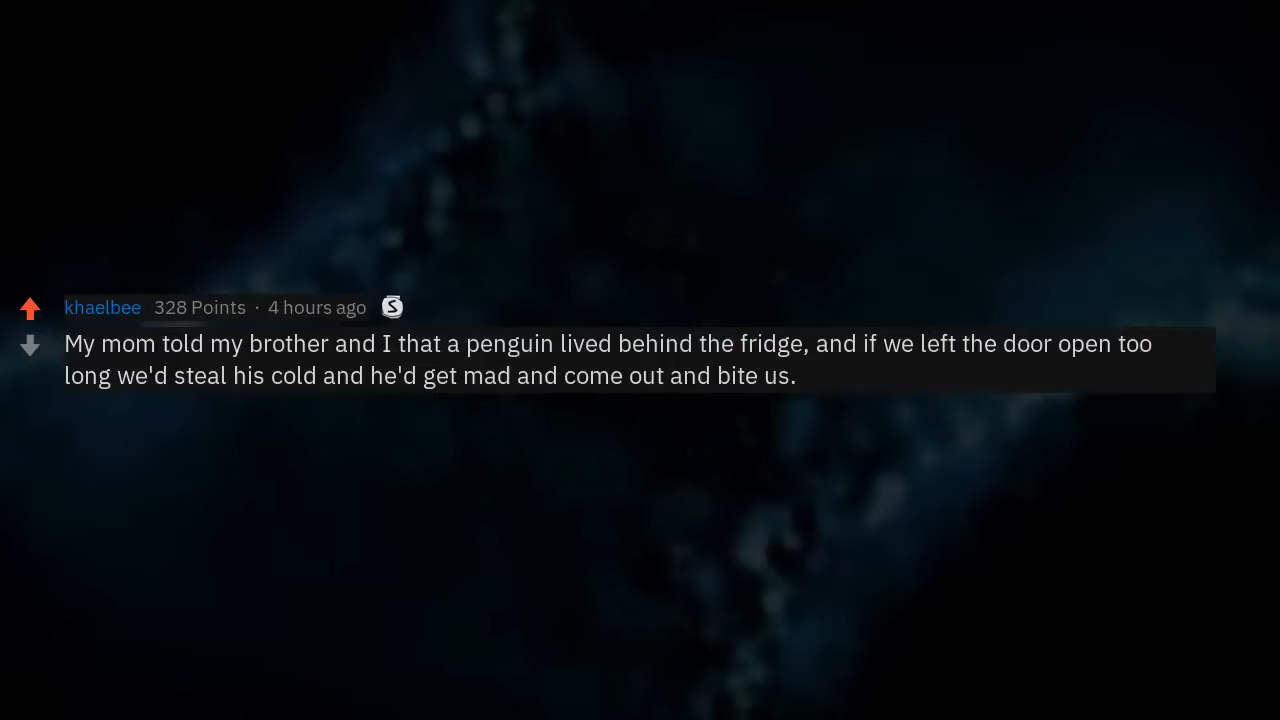 khaelbee 328 Points · 4 hours ago S
My mom told my brother and I that a penguin lived behind the fridge, and if we left the door open too
long we'd steal his cold and he'd get mad and come out and bite us.